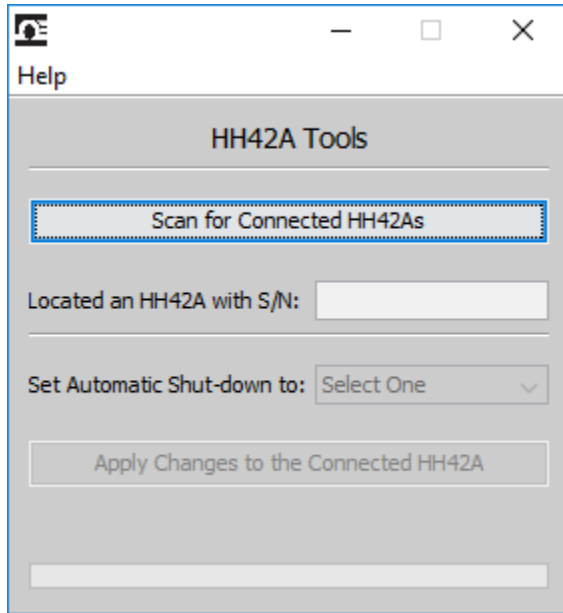 Help
HH42A Tools
Scan for Connected HH42As
Located an HH42A with S/N:
Set Automatic Shut-down to: Select One
Apply Changes to the Connected HH42A